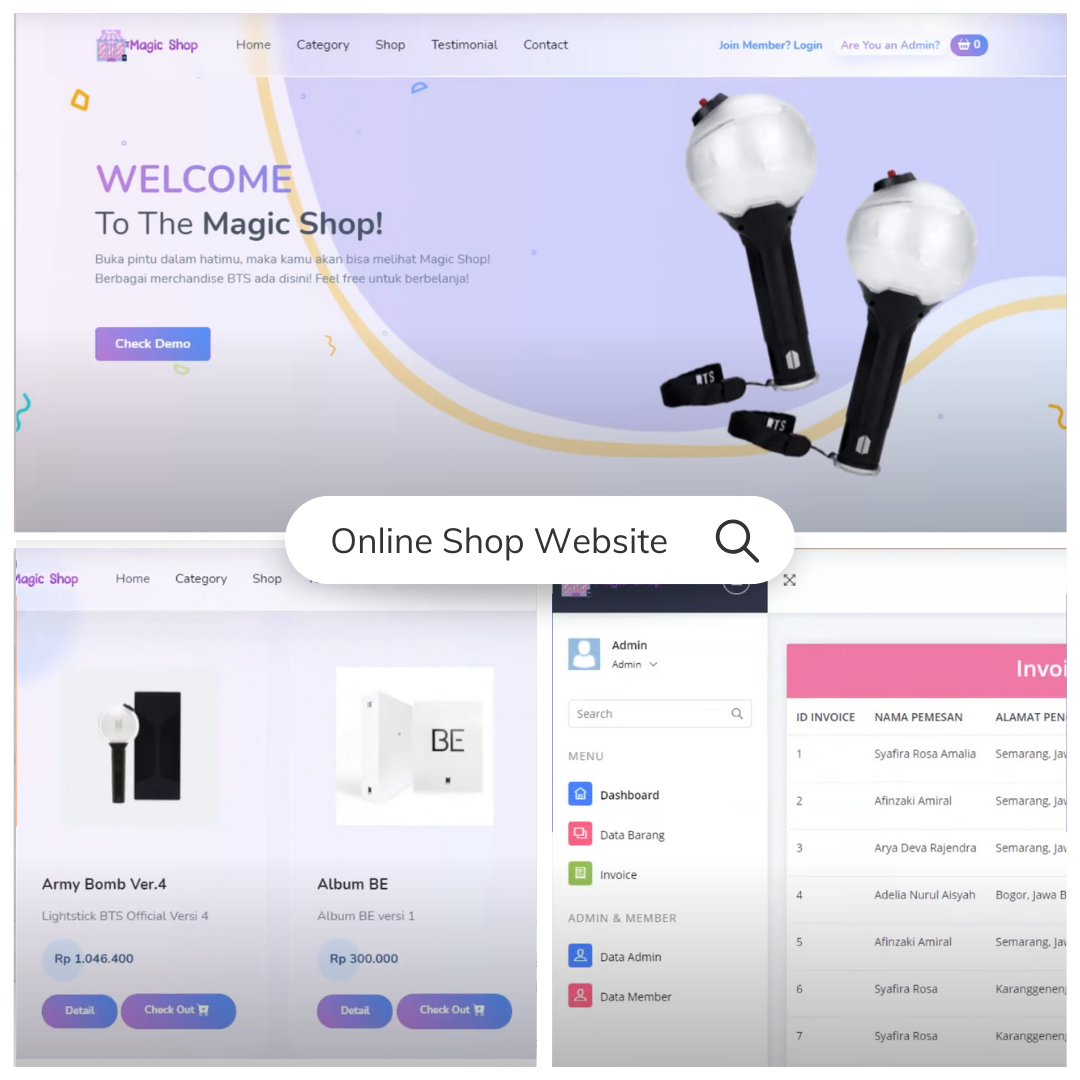 Magic Shop Home Category Shop Testimonial Contact Join Member? Login Are You an Admin? 0
WELCOME
To The Magic Shop!
Buka pintu dalam hatimu, maka kamu akan bisa melihat Magic Shop!
Berbagai merchandise BTS ada disini! Feel free untuk berbelanja!
Check Demo
BTS
BTS
Online Shop Website
Magic Shop Home Category Shop
BE
Army Bomb Ver.4
Lightstick BTS Official Versi 4
Rp 1.046.400
Detail Check Out
Album BE
Album BE versi 1
Rp 300.000
Detail Check Out
Admin
Admin
Search
MENU
Dashboard
Data Barang
Invoice
ADMIN & MEMBER
Data Admin
Data Member
Invoi
ID INVOICE NAMA PEMESAN ALAMAT PEN
1 Syafira Rosa Amalia Semarang, Jaw
2 Afinzaki Amiral Semarang, Jaw
3 Arya Deva Rajendra Semarang, Jaw
4 Adelia Nurul Aisyah Bogor, Jawa B
5 Afinzaki Amiral Semarang, Jaw
6 Syafira Rosa Karanggeneng
7 Syafira Rosa Karanggeneng